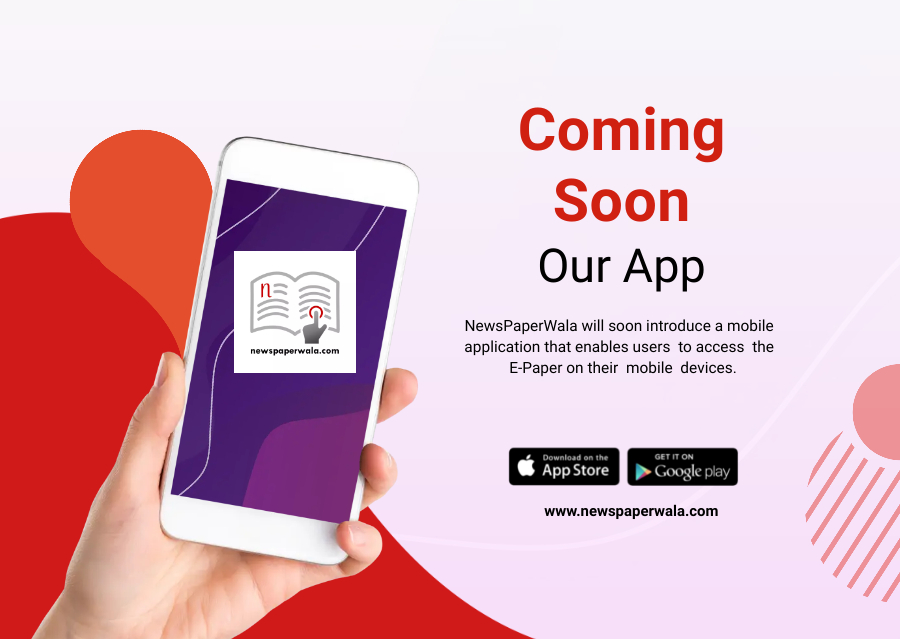 Coming
Soon
Our App
NewsPaperWala will soon introduce a mobile
application that enables users to access the
E-Paper on their mobile devices.
n
newspaperwala.com
Download on the
App Store
GET IT ON
Google play
www.newspaperwala.com